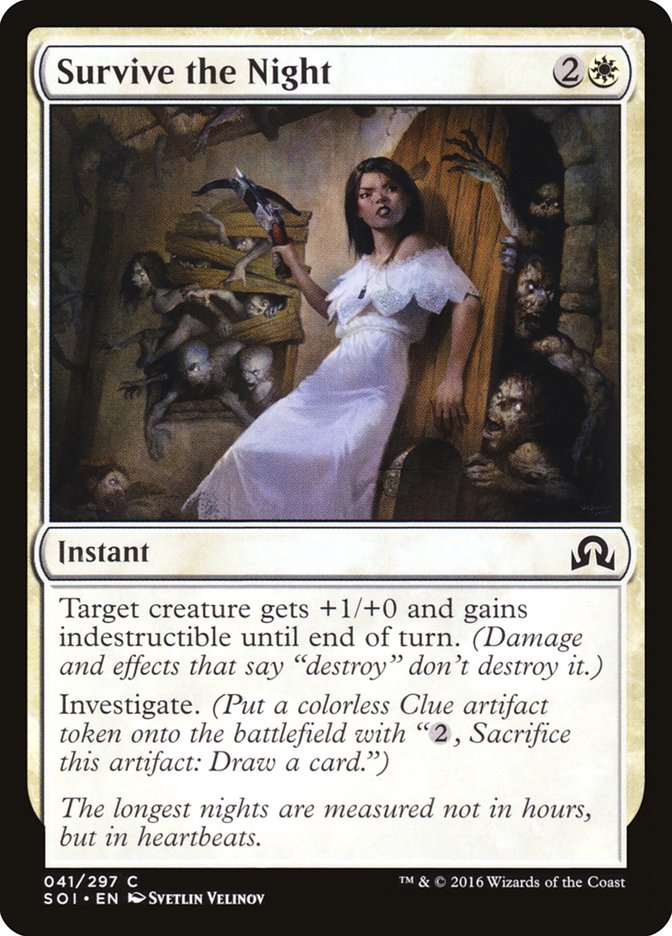 Survive the Night 2
Instant
Target creature gets +1/+0 and gains
indestructible until end of turn. (Damage
and effects that say “destroy” don’t destroy it.)
Investigate. (Put a colorless Clue artifact
token onto the battlefield with “2, Sacrifice
this artifact: Draw a card.”)
The longest nights are measured not in hours,
but in heartbeats.
041/297 C
SOI • EN Svetlin Velinov
™ & © 2016 Wizards of the Coast